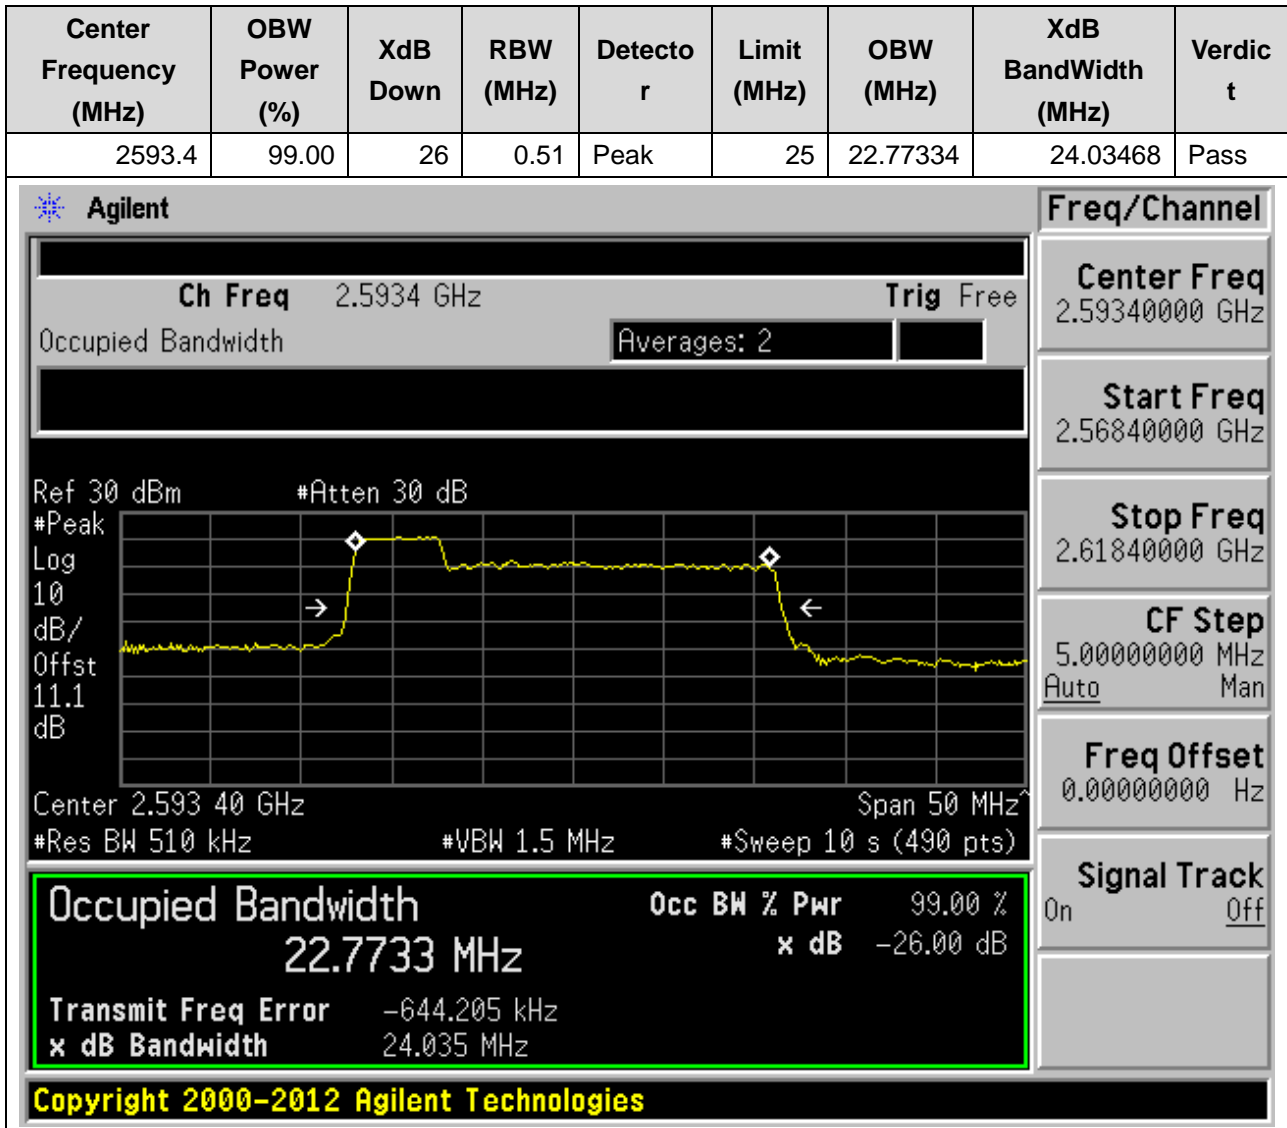 Center Frequency (MHz) OBW Power (%) XdB Down RBW (MHz) Detecto r Limit (MHz) OBW (MHz) XdB BandWidth (MHz) Verdic t
2593.4 99.00 26 0.51 Peak 25 22.77334 24.03468 Pass
Agilent
Freq/Channel
Ch Freq 2.5934 GHz Trig Free
Occupied Bandwidth Averages: 2
Ref 30 dBm #Atten 30 dB
#Peak
Log
10
dB/
Offst
11.1
dB
Center 2.593 40 GHz Span 50 MHz^
#Res BW 510 kHz #VBW 1.5 MHz #Sweep 10 s (490 pts)
Occupied Bandwidth Occ BW % Pwr 99.00 %
22.7733 MHz x dB -26.00 dB
Transmit Freq Error -644.205 kHz
x dB Bandwidth 24.035 MHz
Center Freq
2.59340000 GHz
Start Freq
2.56840000 GHz
Stop Freq
2.61840000 GHz
CF Step
5.00000000 MHz
Auto Man
Freq Offset
0.00000000 Hz
Signal Track
On Off
Copyright 2000-2012 Agilent Technologies